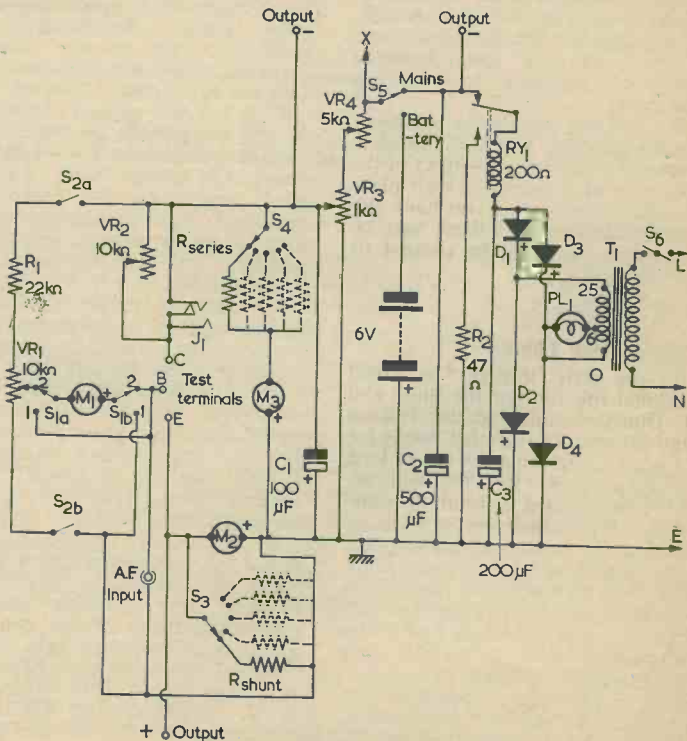 Output
−
Output
−
X
S5
Mains
VR4
5kΩ
Bat
-tery
RY1
200Ω
S2a
VR2
10kΩ
Rseries
S4
VR3
1kΩ
D1
D3
T1
S6
L
R1
22kΩ
25
PL1
6
O
6V
R2
47
Ω
J1
C
VR1
10kΩ
2
M1
+
2
B
Test
terminals
M3
+
N
1
S1a
S1b
1
E
D2
+
C1
+
100
μF
+
C2
+
500
μF
C3
+
D4
+
S2b
M2
+
E
A.F.
Input
S3
200μF
Rshunt
+
Output